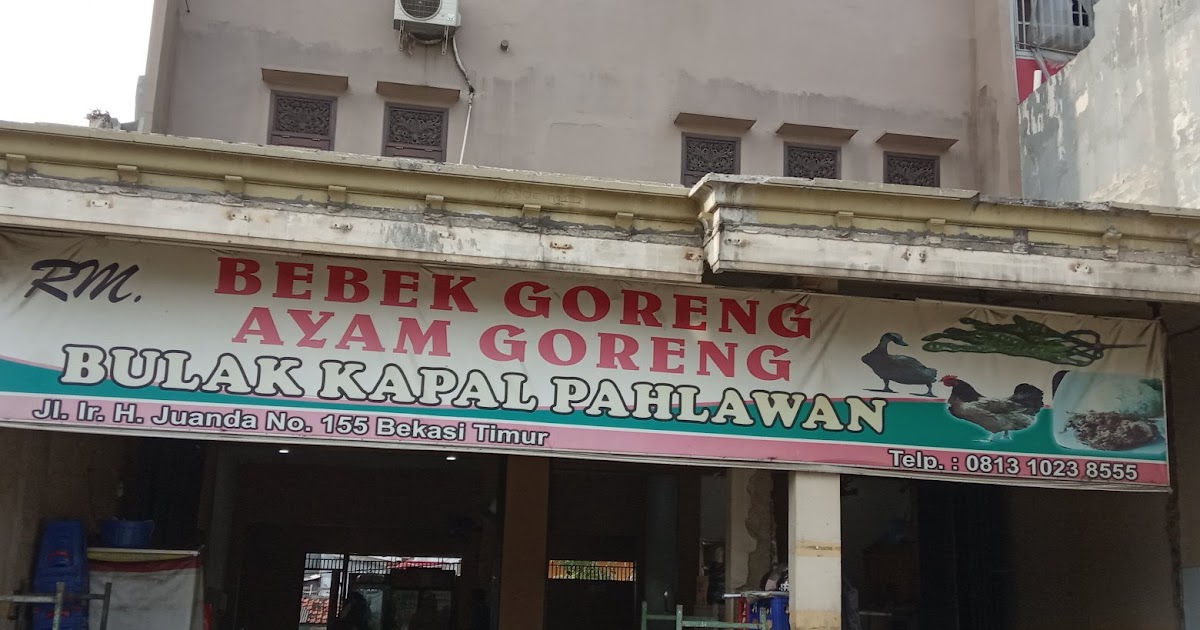 RM.
BEBEK GORENG
AYAM GORENG
BULAK KAPAL PAHLAWAN
Jl. Ir. H. Juanda No. 155 Bekasi Timur
Telp. : 0813 1023 8555